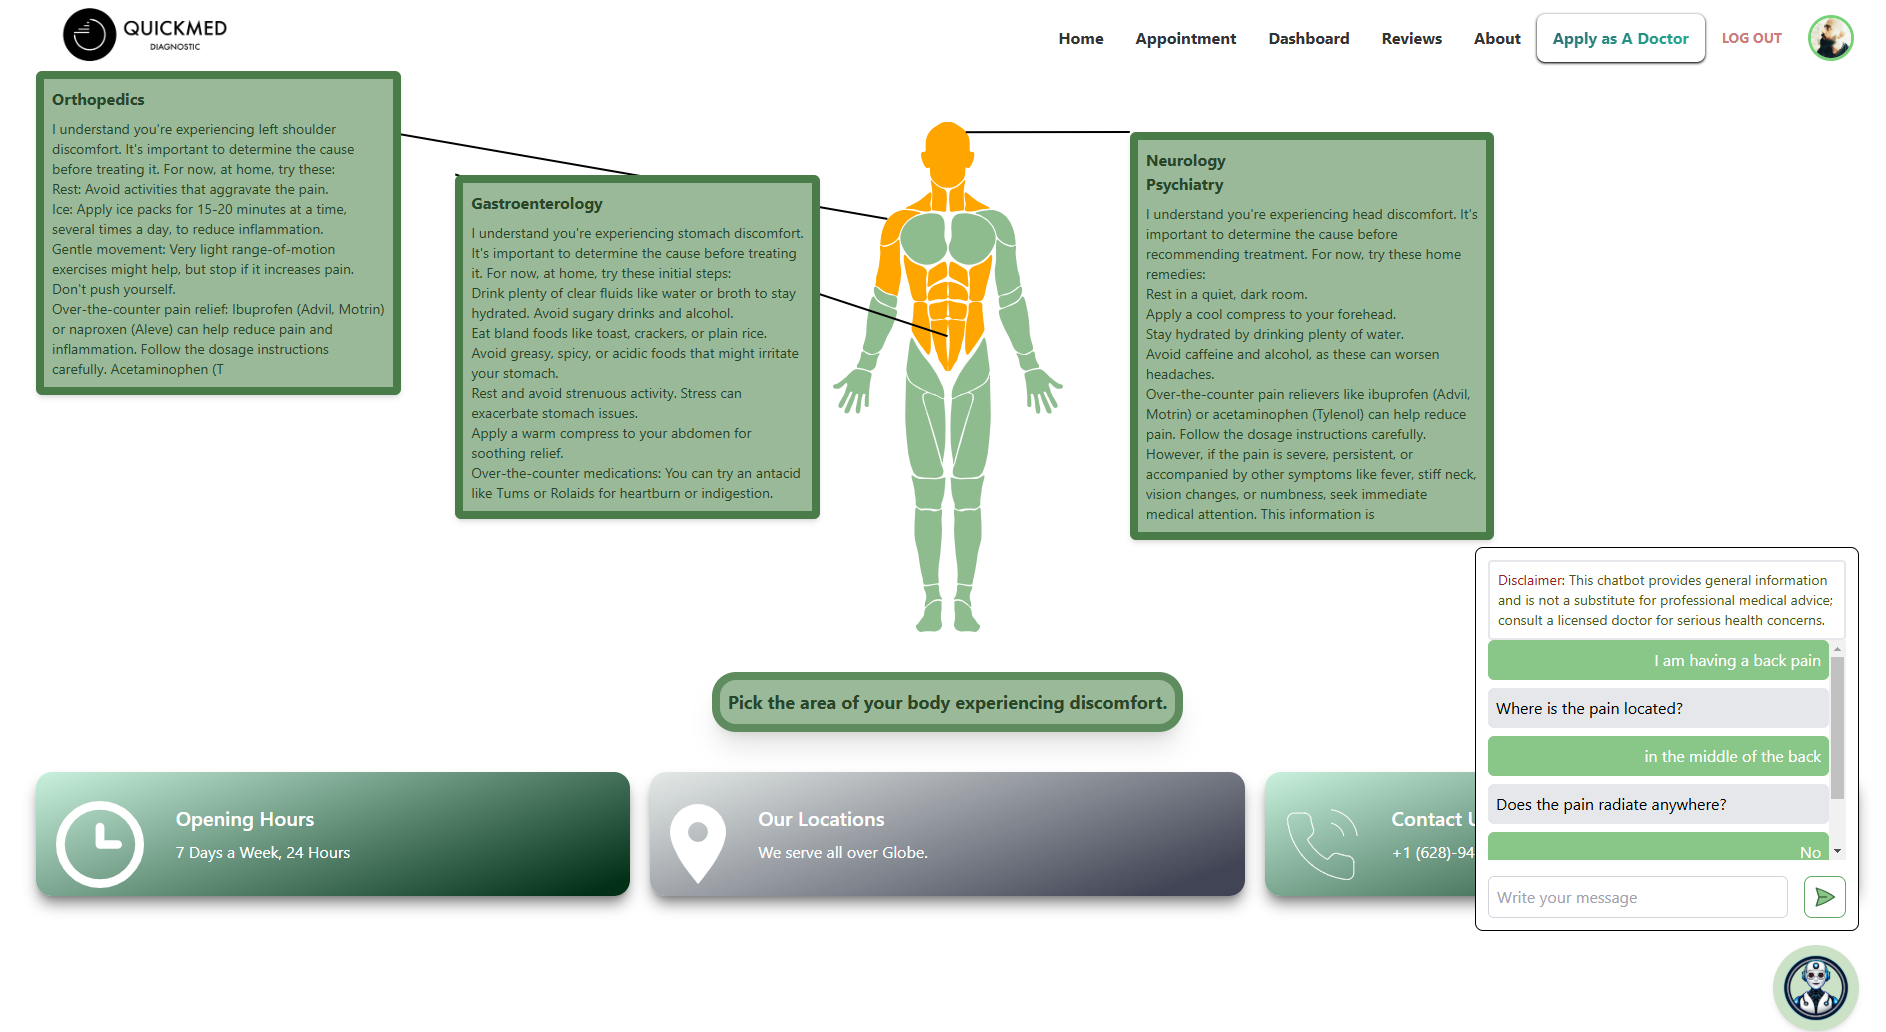 QUICKMED
DIAGNOSTIC
Home
Appointment
Dashboard
Reviews
About
Apply as A Doctor
LOG OUT
Orthopedics
I understand you're experiencing left shoulder
discomfort. It's important to determine the cause
before treating it. For now, at home, try these:
Rest: Avoid activities that aggravate the pain.
Ice: Apply ice packs for 15-20 minutes at a time,
several times a day, to reduce inflammation.
Gentle movement: Very light range-of-motion
exercises might help, but stop if it increases pain.
Don't push yourself.
Over-the-counter pain relief: Ibuprofen (Advil, Motrin)
or naproxen (Aleve) can help reduce pain and
inflammation. Follow the dosage instructions
carefully. Acetaminophen (T
Gastroenterology
I understand you're experiencing stomach discomfort.
It's important to determine the cause before treating
it. For now, at home, try these initial steps:
Drink plenty of clear fluids like water or broth to stay
hydrated. Avoid sugary drinks and alcohol.
Eat bland foods like toast, crackers, or plain rice.
Avoid greasy, spicy, or acidic foods that might irritate
your stomach.
Rest and avoid strenuous activity. Stress can
exacerbate stomach issues.
Apply a warm compress to your abdomen for
soothing relief.
Over-the-counter medications: You can try an antacid
like Tums or Rolaids for heartburn or indigestion.
Neurology
Psychiatry
I understand you're experiencing head discomfort. It's
important to determine the cause before
recommending treatment. For now, try these home
remedies:
Rest in a quiet, dark room.
Apply a cool compress to your forehead.
Stay hydrated by drinking plenty of water.
Avoid caffeine and alcohol, as these can worsen
headaches.
Over-the-counter pain relievers like ibuprofen (Advil,
Motrin) or acetaminophen (Tylenol) can help reduce
pain. Follow the dosage instructions carefully.
However, if the pain is severe, persistent, or
accompanied by other symptoms like fever, stiff neck,
vision changes, or numbness, seek immediate
medical attention. This information is
Pick the area of your body experiencing discomfort.
Opening Hours
7 Days a Week, 24 Hours
Our Locations
We serve all over Globe.
Contact U
+1 (628)-94
Disclaimer: This chatbot provides general information
and is not a substitute for professional medical advice;
consult a licensed doctor for serious health concerns.
I am having a back pain
Where is the pain located?
in the middle of the back
Does the pain radiate anywhere?
No
Write your message